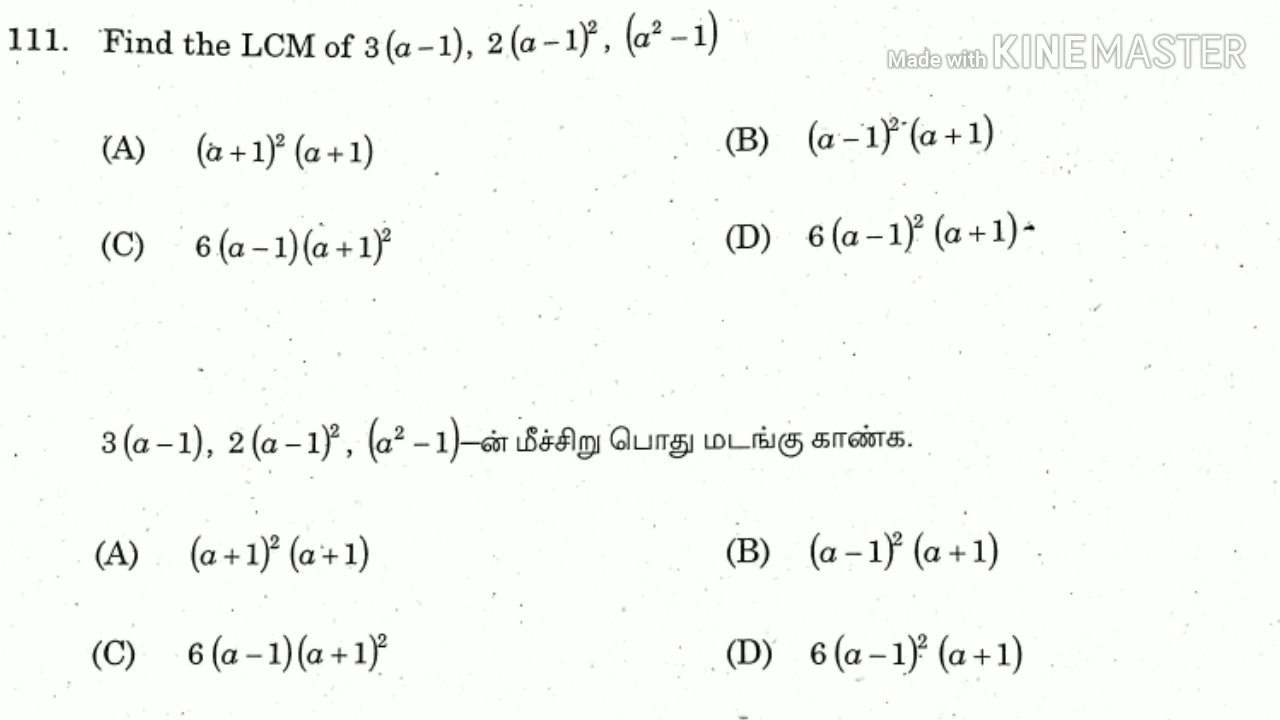 111. Find the LCM of 3(a−1), 2(a−1)², (a²−1)
Made with KINEMASTER
(A) (a+1)² (a+1) (B) (a−1)² (a+1)
(C) 6(a−1)(a+1)² (D) 6(a−1)² (a+1)
3(a−1), 2(a−1)², (a²−1)–ன் மீச்சிறு பொது மடங்கு காண்க.
(A) (a+1)² (a+1) (B) (a−1)² (a+1)
(C) 6(a−1)(a+1)² (D) 6(a−1)² (a+1)